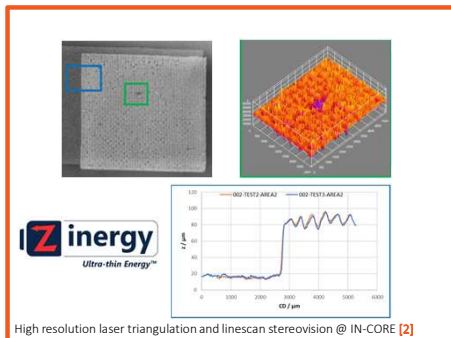 002-TEST2-AREA2
002-TEST3-AREA2
120
100
80
60
40
20
0
z / µm
0
1000
2000
3000
4000
5000
6000
CD / µm
Zinergy
Ultra-thin Energy™
High resolution laser triangulation and linescan stereovision @ IN-CORE [2]